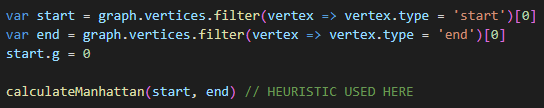 var start = graph.vertices.filter(vertex => vertex.type = 'start')[0]
var end = graph.vertices.filter(vertex => vertex.type = 'end')[0]
start.g = 0
calculateManhattan(start, end) // HEURISTIC USED HERE